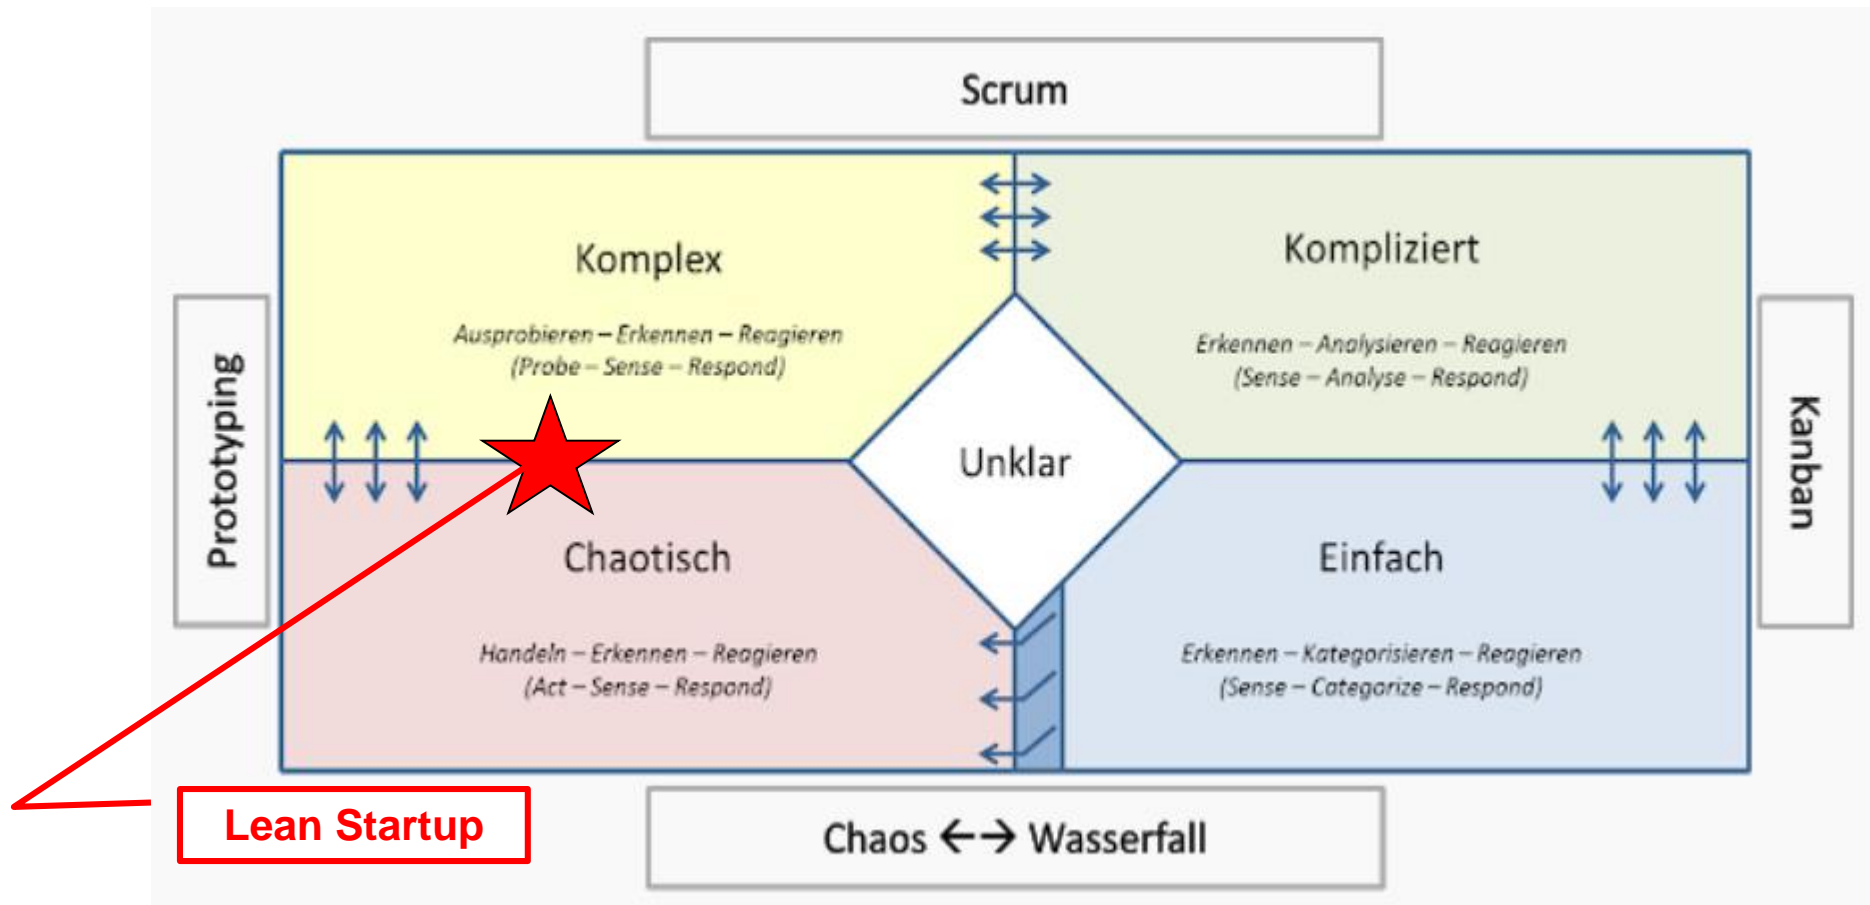 Scrum
Komplex
Ausprobieren – Erkennen – Reagieren
(Probe – Sense – Respond)
Kompliziert
Erkennen – Analysieren – Reagieren
(Sense – Analyse – Respond)
Prototyping
Unklar
Kanban
Chaotisch
Handeln – Erkennen – Reagieren
(Act – Sense – Respond)
Einfach
Erkennen – Kategorisieren – Reagieren
(Sense – Categorize – Respond)
Lean Startup
Chaos ←→ Wasserfall